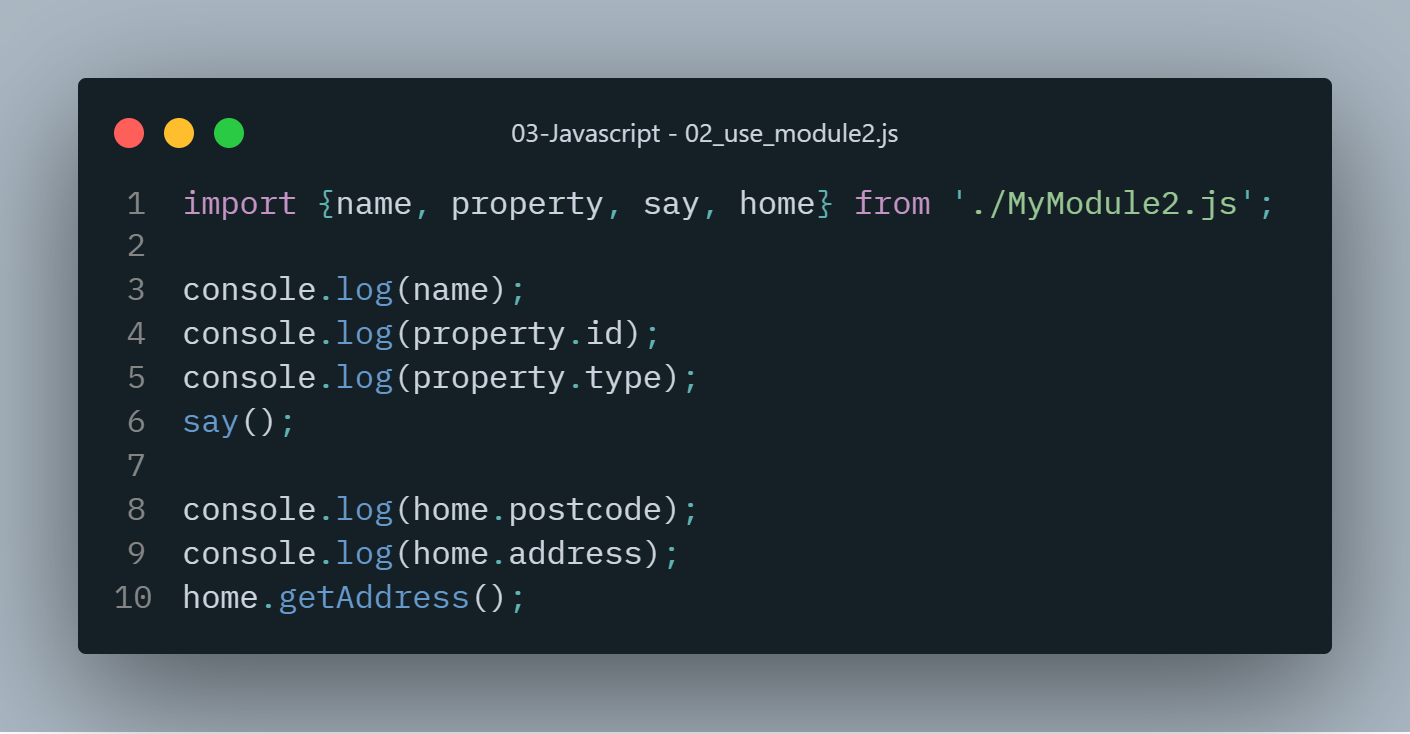 03-Javascript - 02_use_module2.js
1 import {name, property, say, home} from './MyModule2.js';
2
3 console.log(name);
4 console.log(property.id);
5 console.log(property.type);
6 say();
7
8 console.log(home.postcode);
9 console.log(home.address);
10 home.getAddress();